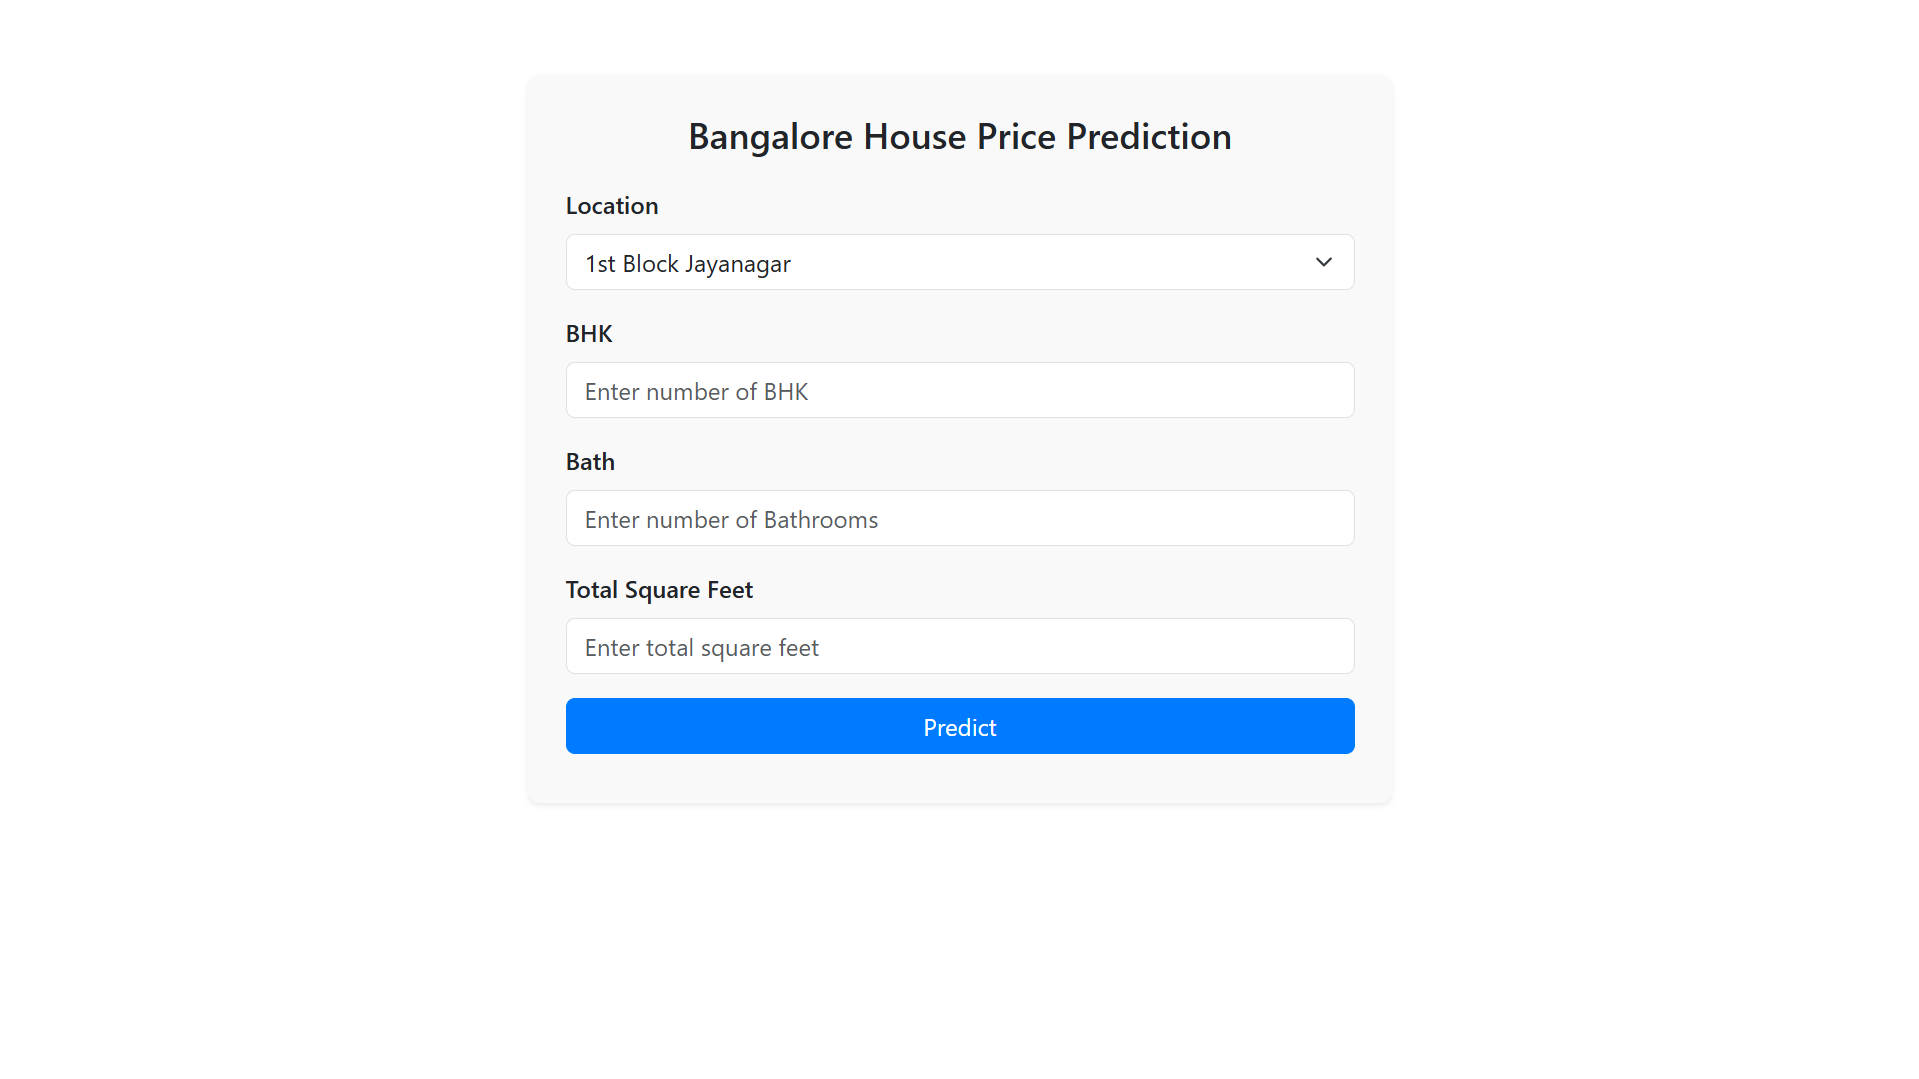 Bangalore House Price Prediction
Location
1st Block Jayanagar
BHK
Enter number of BHK
Bath
Enter number of Bathrooms
Total Square Feet
Enter total square feet
Predict